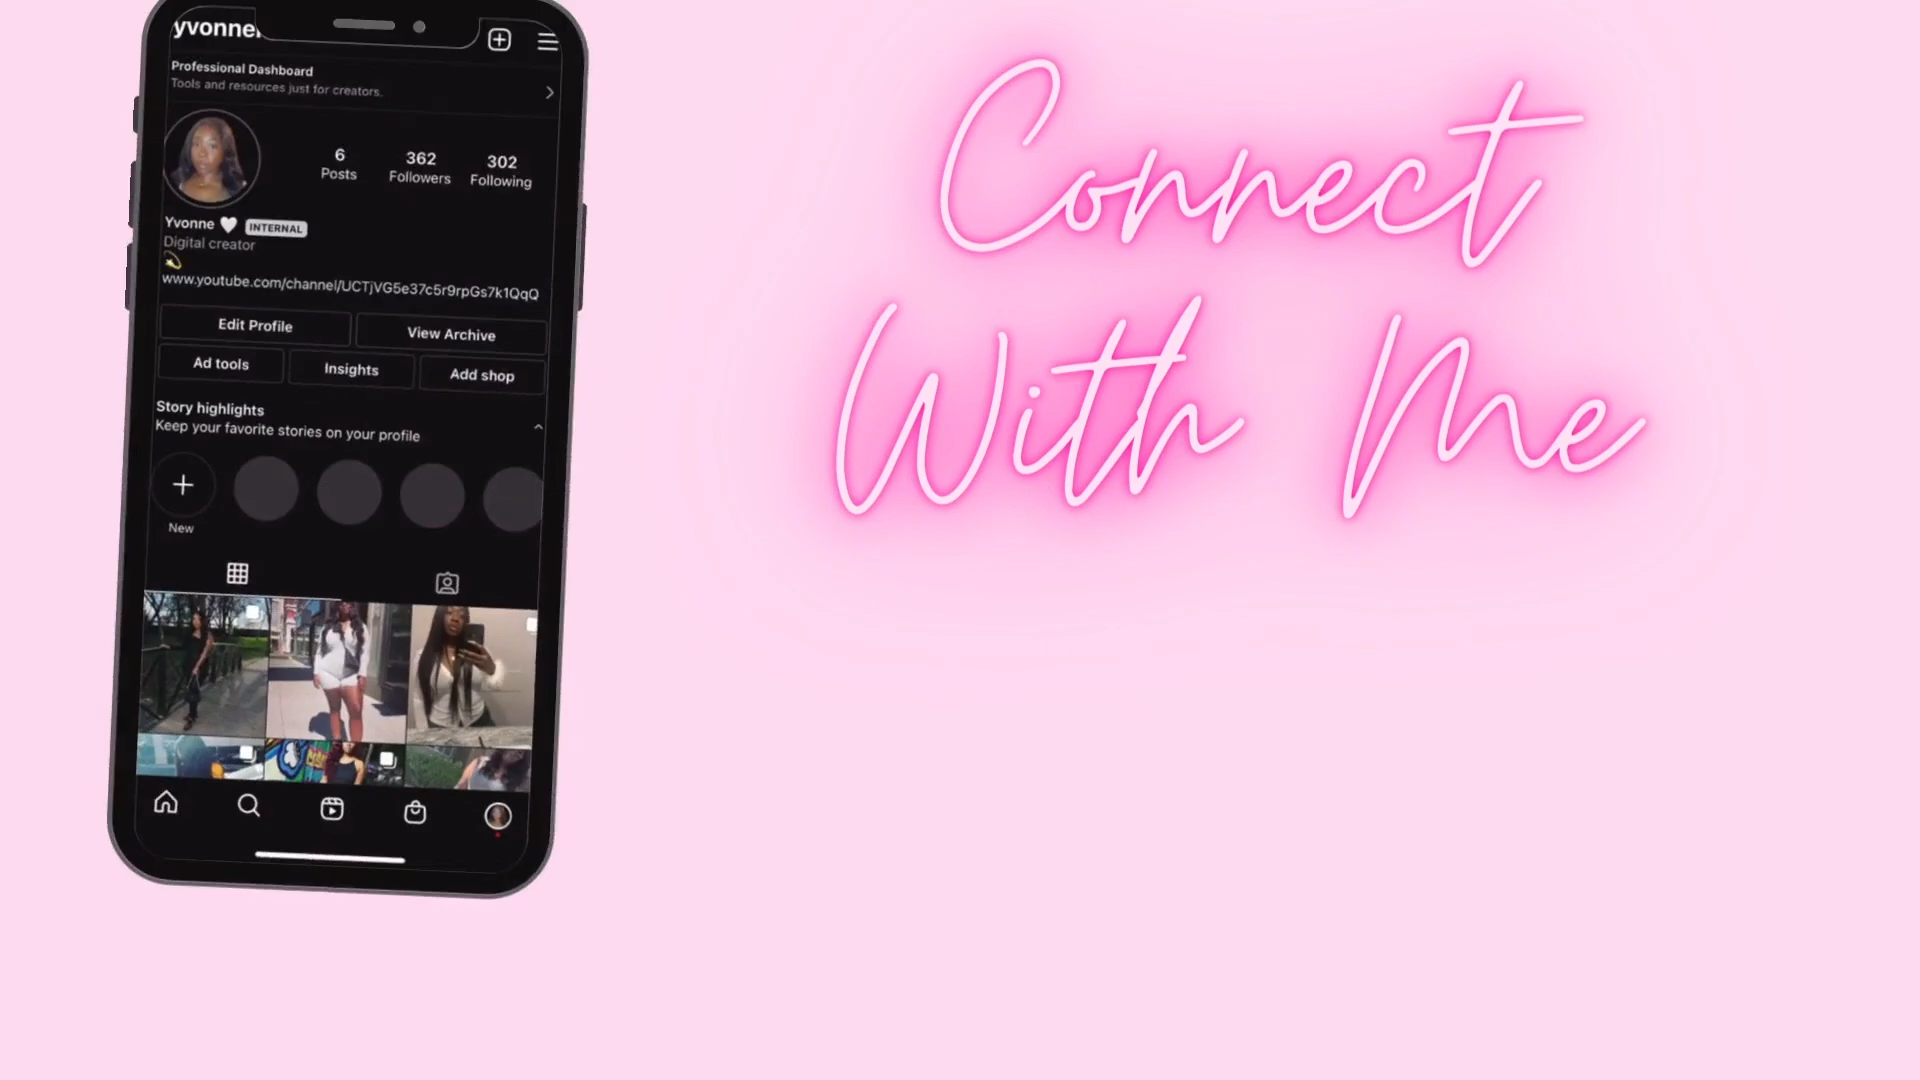 Professional Dashboard
Tools and resources just for creators.
6
Posts
362
Followers
302
Following
Yvonne 🤍 INTERNAL
Digital creator
💫
www.youtube.com/channel/UCTjVG5e37c5r9rpGs7k1QqQ
Edit Profile
View Archive
Ad tools
Insights
Add shop
Story highlights
Keep your favorite stories on your profile
New
Connect
With Me